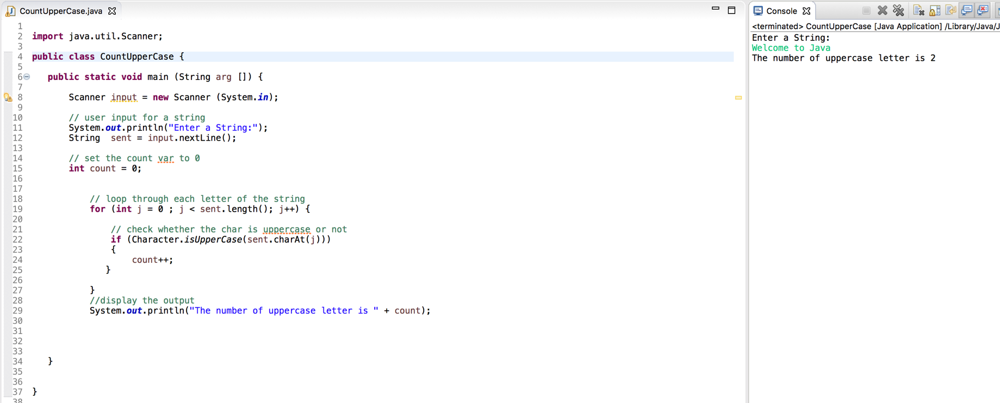 CountUpperCase.java
1
2 import java.util.Scanner;
3
4 public class CountUpperCase {
5
6 public static void main (String arg []) {
7
8 Scanner input = new Scanner (System.in);
9
10 // user input for a string
11 System.out.println("Enter a String:");
12 String  sent = input.nextLine();
13
14 // set the count var to 0
15 int count = 0;
16
17
18 // loop through each letter of the string
19 for (int j = 0 ; j < sent.length(); j++) {
20
21 // check whether the char is uppercase or not
22 if (Character.isUpperCase(sent.charAt(j)))
23 {
24 count++;
25 }
26
27 }
28 //display the output
29 System.out.println("The number of uppercase letter is " + count);
30
31
32
33
34 }
35
36
37 }
38
Console
<terminated> CountUpperCase [Java Application] /Library/Java/J
Enter a String:
Welcome to Java
The number of uppercase letter is 2